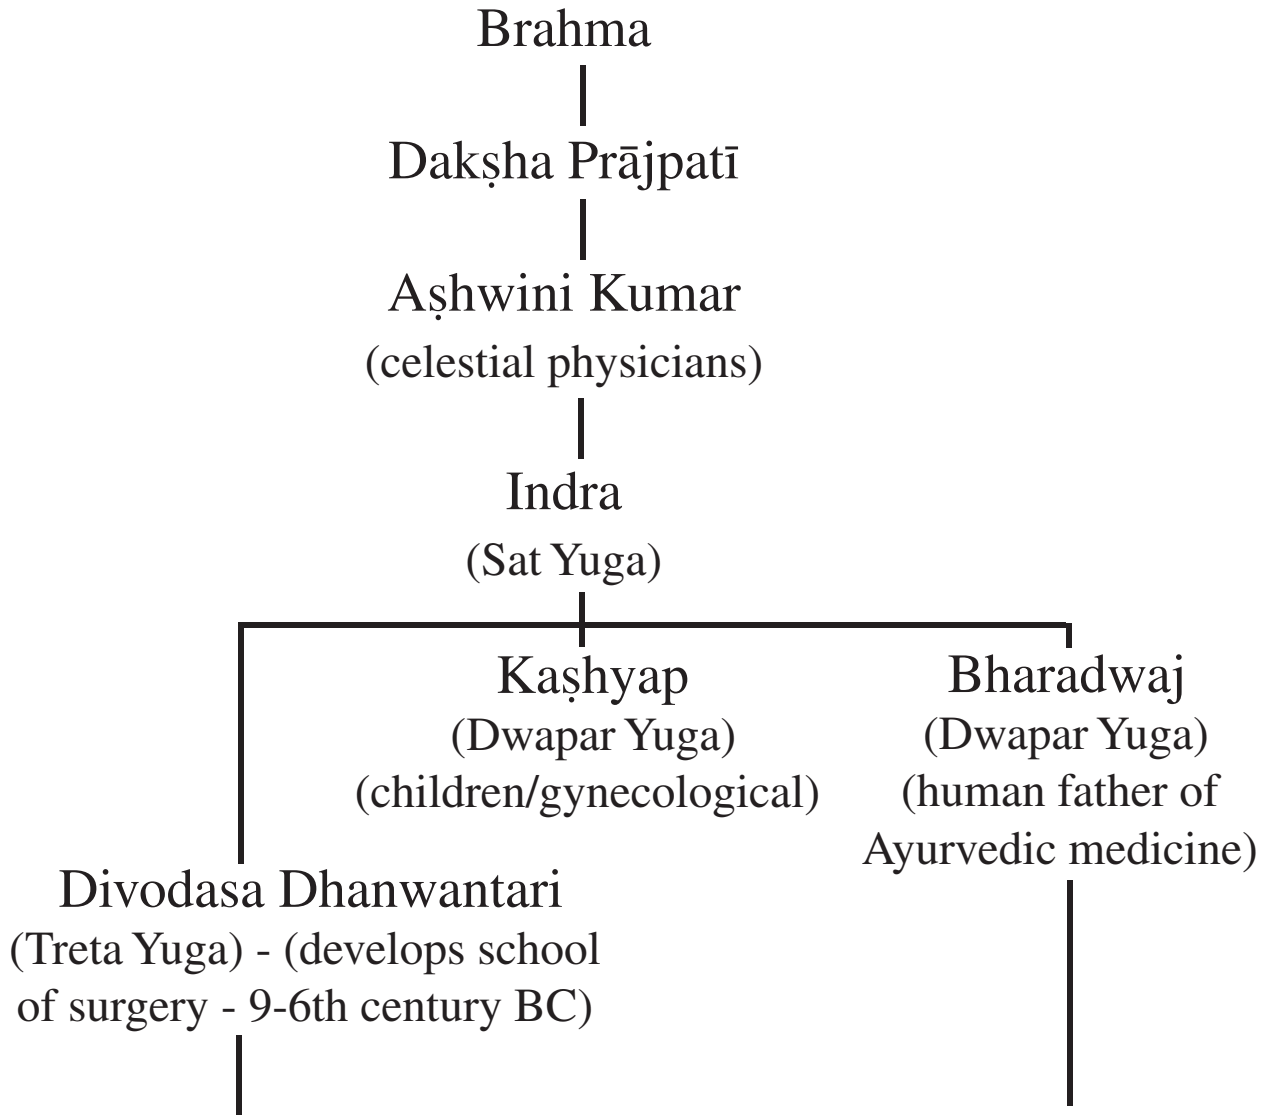 Brahma
Dakṣha Prājpatī
Aṣhwini Kumar
(celestial physicians)
Indra
(Sat Yuga)
Kaṣhyap
(Dwapar Yuga)
(children/gynecological)
Bharadwaj
(Dwapar Yuga)
(human father of
Ayurvedic medicine)
Divodasa Dhanwantari
(Treta Yuga) - (develops school
of surgery - 9-6th century BC)